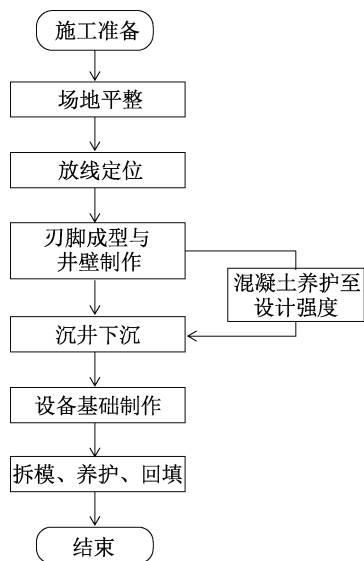 施工准备
场地平整
放线定位
刃脚成型与
井壁制作
混凝土养护至
设计强度
沉井下沉
设备基础制作
拆模、养护、回填
结束